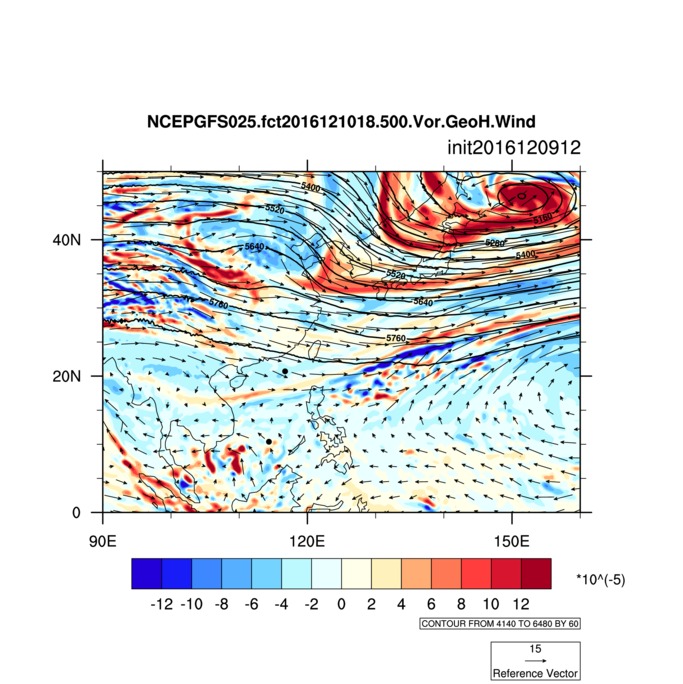 NCEPGFS025.fct2016121018.500.Vor.GeoH.Wind
init2016120912
5400
5520
5160
5640
40N
5280
5400
5520
5760
5640
5760
20N
0
90E 120E 150E
-12 -10 -8 -6 -4 -2 0 2 4 6 8 10 12
*10^(-5)
CONTOUR FROM 4140 TO 6480 BY 60
15
Reference Vector